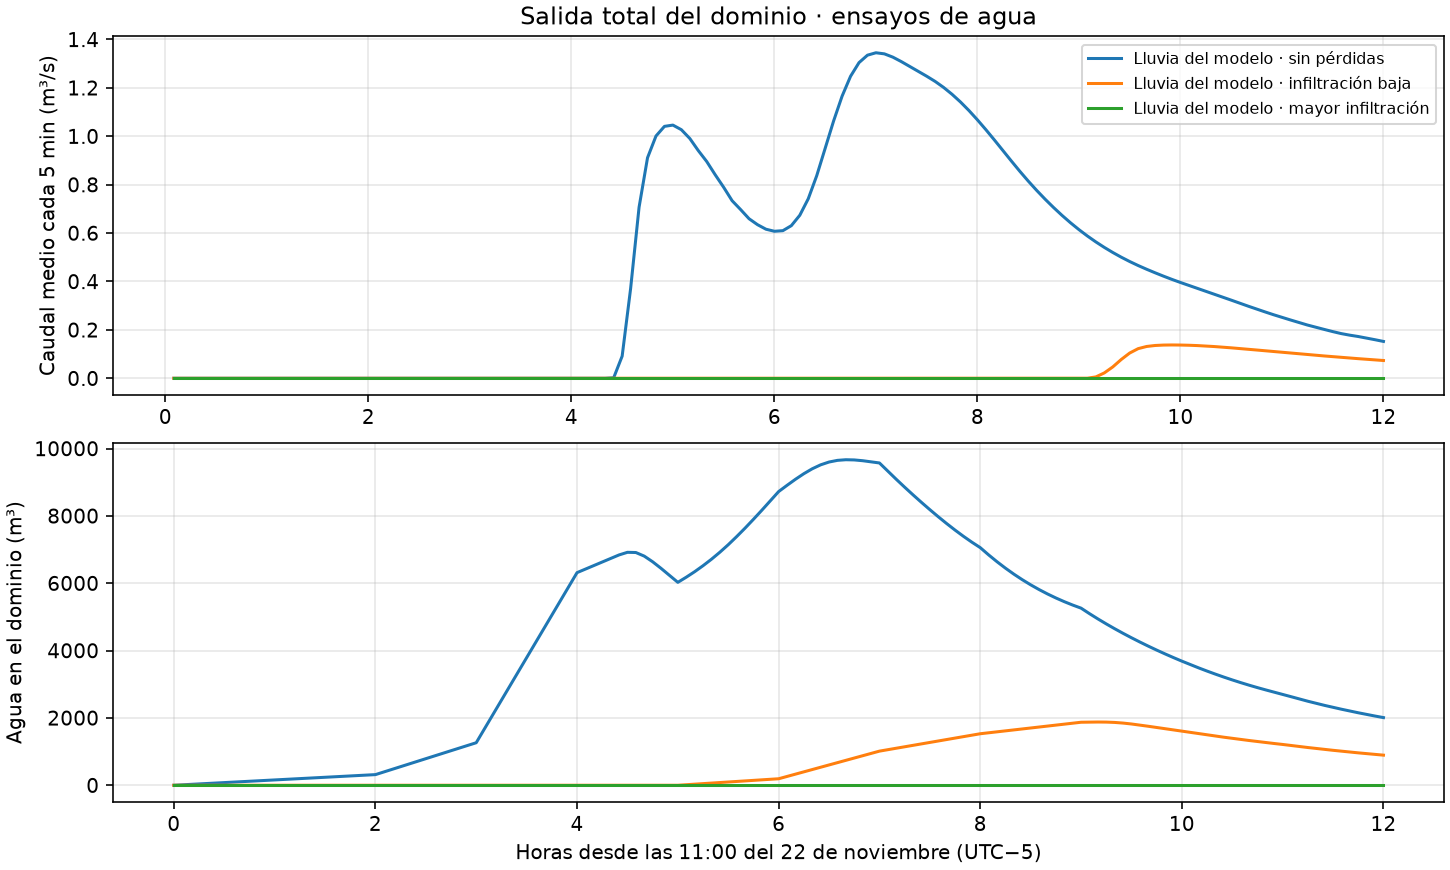 Salida total del dominio · ensayos de agua
Caudal medio cada 5 min (m³/s)
1.4
1.2
1.0
0.8
0.6
0.4
0.2
0.0
Lluvia del modelo · sin pérdidas
Lluvia del modelo · infiltración baja
Lluvia del modelo · mayor infiltración
0 2 4 6 8 10 12
Agua en el dominio (m³)
10000
8000
6000
4000
2000
0
0 2 4 6 8 10 12
Horas desde las 11:00 del 22 de noviembre (UTC−5)